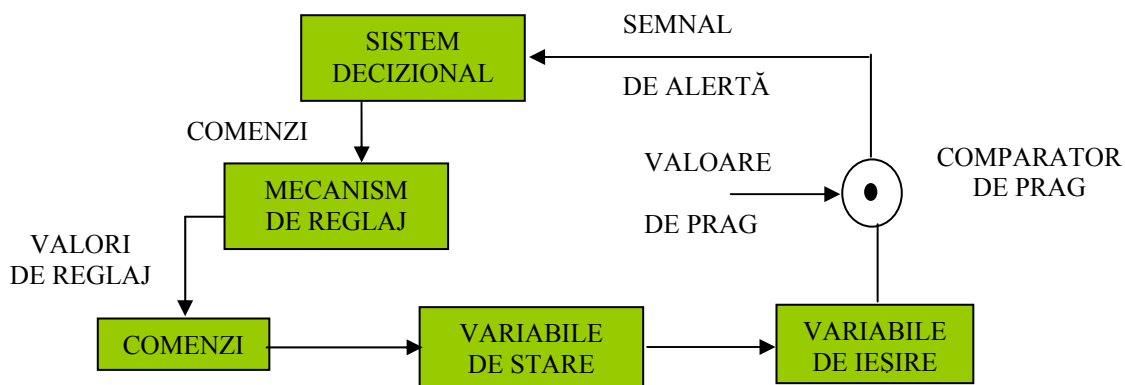 SISTEM
DECIZIONAL
SEMNAL
DE ALERTĂ
COMENZI
MECANISM
DE REGLAJ
VALOARE
DE PRAG
COMPARATOR
DE PRAG
VALORI
DE REGLAJ
COMENZI
VARIABILE
DE STARE
VARIABILE
DE IEŞIRE